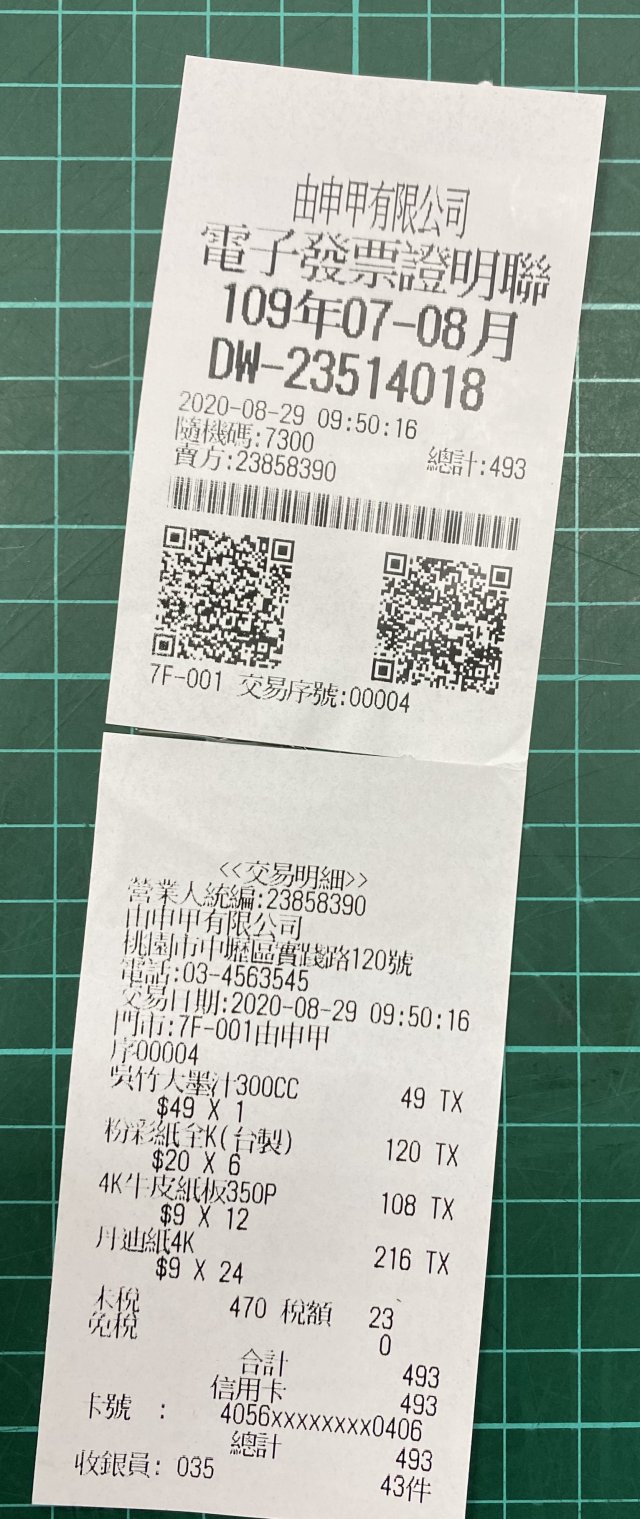 由申甲有限公司
電子發票證明聯
109年07-08月
DW-23514018
2020-08-29 09:50:16
隨機碼:7300 總計:493
賣方:23858390
7F-001 交易序號:00004
<<交易明細>>
營業人統編:23858390
由申甲有限公司
桃園市中壢區實踐路120號
電話:03-4563545
交易日期:2020-08-29 09:50:16
門市:7F-001由申甲
序00004
吳竹大墨汁300CC 49 TX
$49 X 1
粉彩紙全K(台製) 120 TX
$20 X 6
4K牛皮紙板350P 108 TX
$9 X 12
丹迪紙4K 216 TX
$9 X 24
未稅 470 稅額 23
免稅 0
合計 493
信用卡 493
卡號 : 4056xxxxxxxx0406
總計 493
收銀員: 035 43件